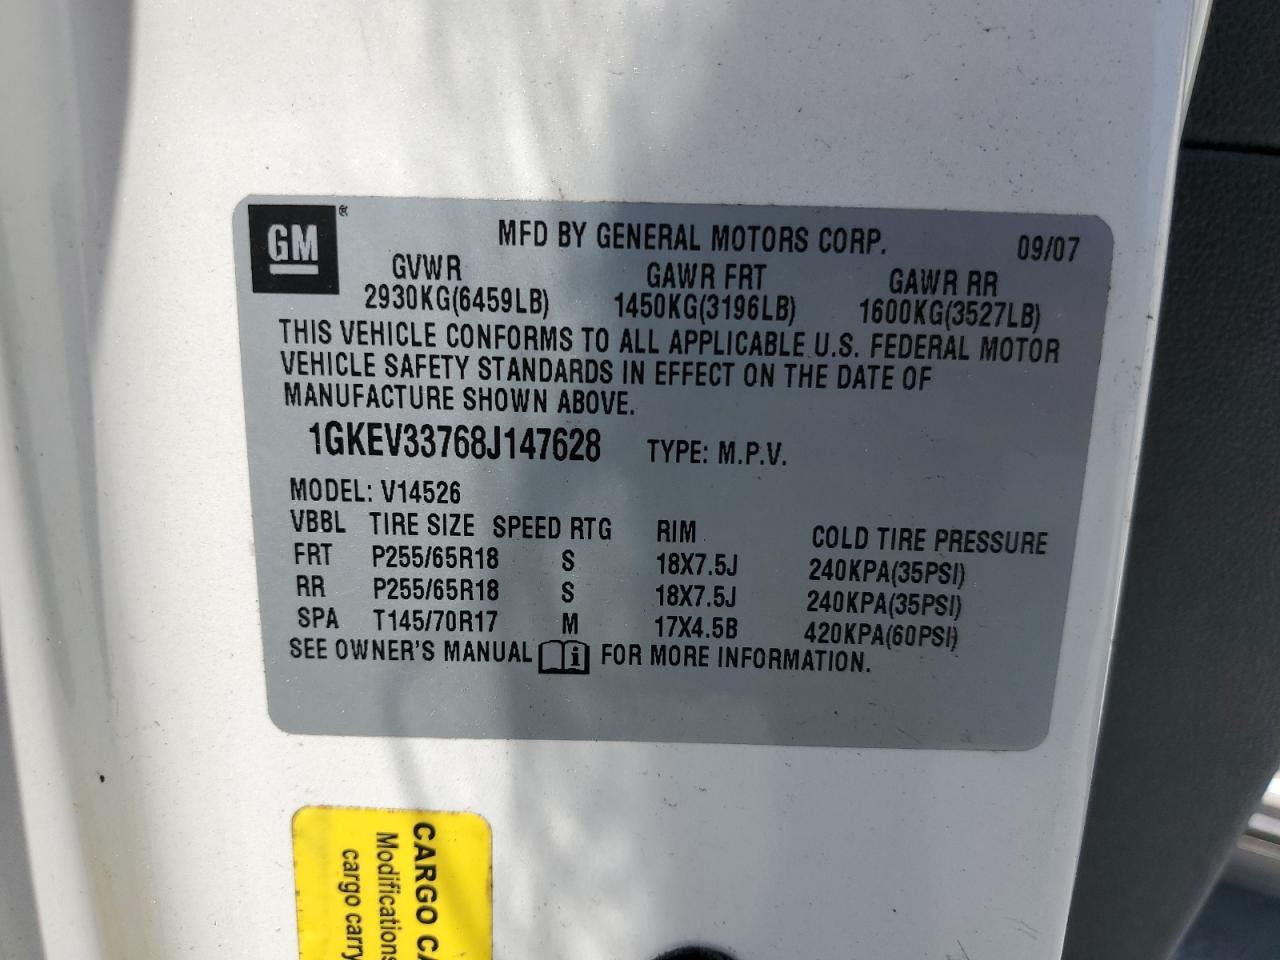 GM ®
MFD BY GENERAL MOTORS CORP. 09/07
GVWR GAWR FRT GAWR RR
2930KG(6459LB) 1450KG(3196LB) 1600KG(3527LB)
THIS VEHICLE CONFORMS TO ALL APPLICABLE U.S. FEDERAL MOTOR
VEHICLE SAFETY STANDARDS IN EFFECT ON THE DATE OF
MANUFACTURE SHOWN ABOVE.
1GKEV33768J147628 TYPE: M.P.V.
MODEL: V14526
VBBL TIRE SIZE SPEED RTG RIM COLD TIRE PRESSURE
FRT P255/65R18 S 18X7.5J 240KPA(35PSI)
RR P255/65R18 S 18X7.5J 240KPA(35PSI)
SPA T145/70R17 M 17X4.5B 420KPA(60PSI)
SEE OWNER'S MANUAL i FOR MORE INFORMATION.
CARGO CA
Modifications
cargo carry